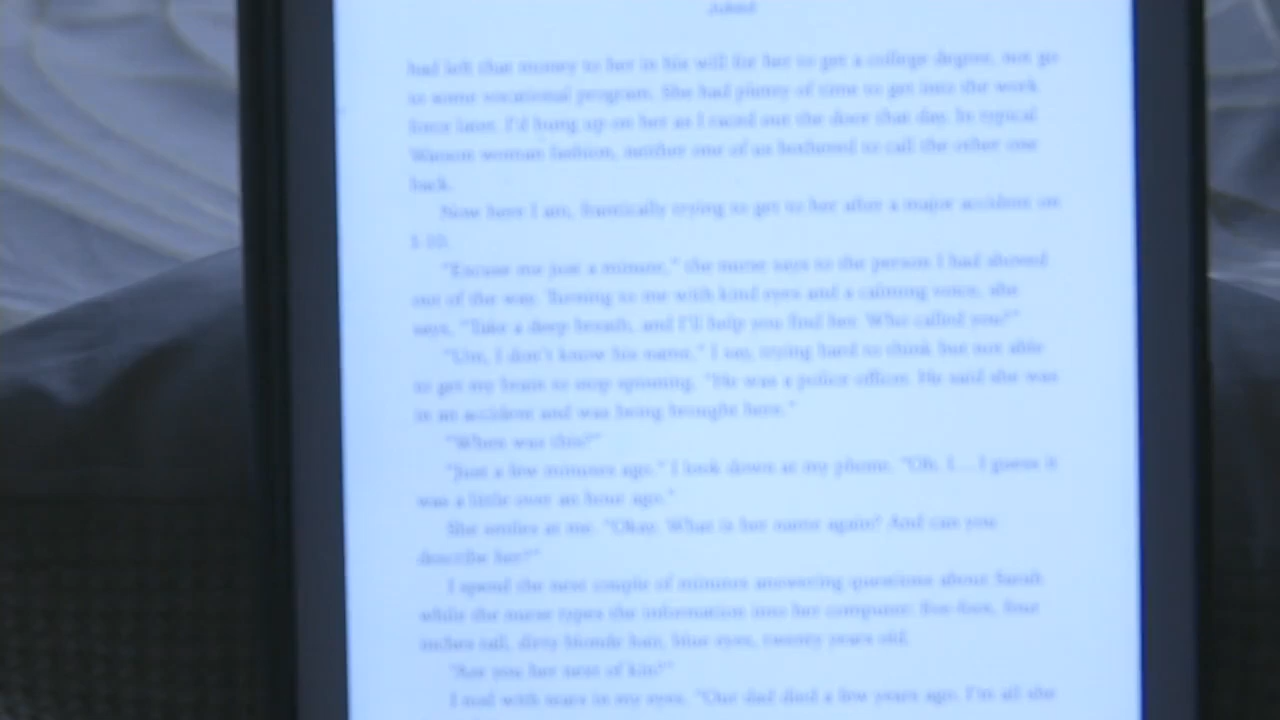 had left that money to her in his will for her to get a college degree, not go
to some vocational program. She had plenty of time to get into the work
force later. I'd hung up on her as I raced out the door that day. In typical
woman fashion, neither one of us bothered to call the other one
back.
Now here I am, frantically trying to get to her after a major accident on
I-10.
"Excuse me just a minute," the nurse says to the person I had shoved
out of the way. Turning to me with kind eyes and a calming voice, she
says, "Take a deep breath, and I'll help you find her. Who called you?"
"Um, I don't know his name," I say, trying hard to think but not able
to get my brain to stop spinning. "He was a police officer. He said she was
in an accident and was being brought here."
"When was this?"
"Just a few minutes ago." I look down at my phone. "Oh, I… I guess it
was a little over an hour ago."
She smiles at me. "Okay. What is her name again? And can you
describe her?"
I spend the next couple of minutes answering questions about Sarah
while the nurse types the information into her computer: five-foot, four
inches tall, dirty blonde hair, blue eyes, twenty years old.
"Are you her next of kin?"
I nod with tears in my eyes. "Our dad died a few years ago. I'm all she